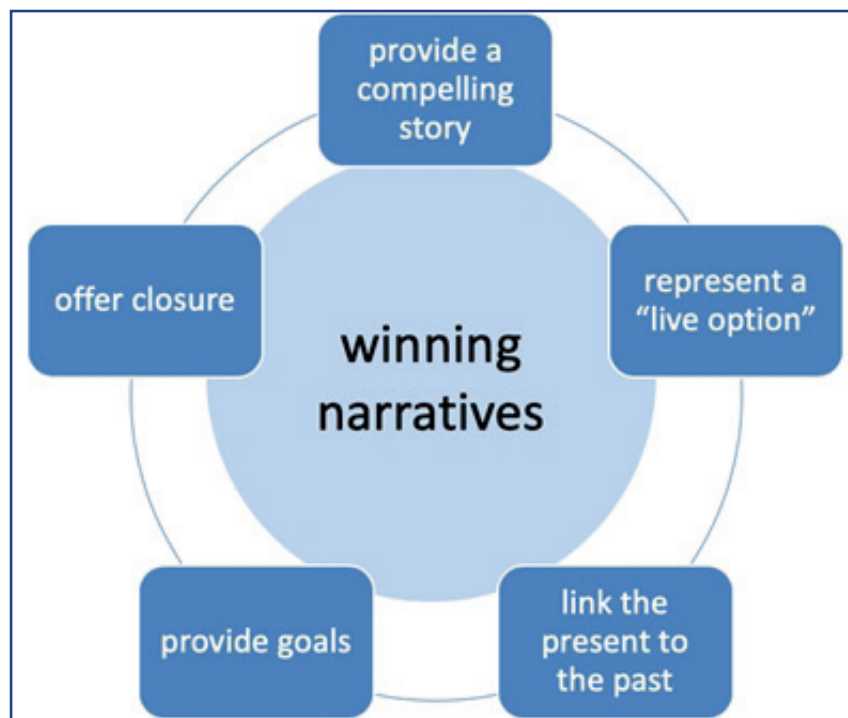 provide a
compelling
story
offer closure
represent a
“live option”
winning
narratives
provide goals
link the
present to
the past